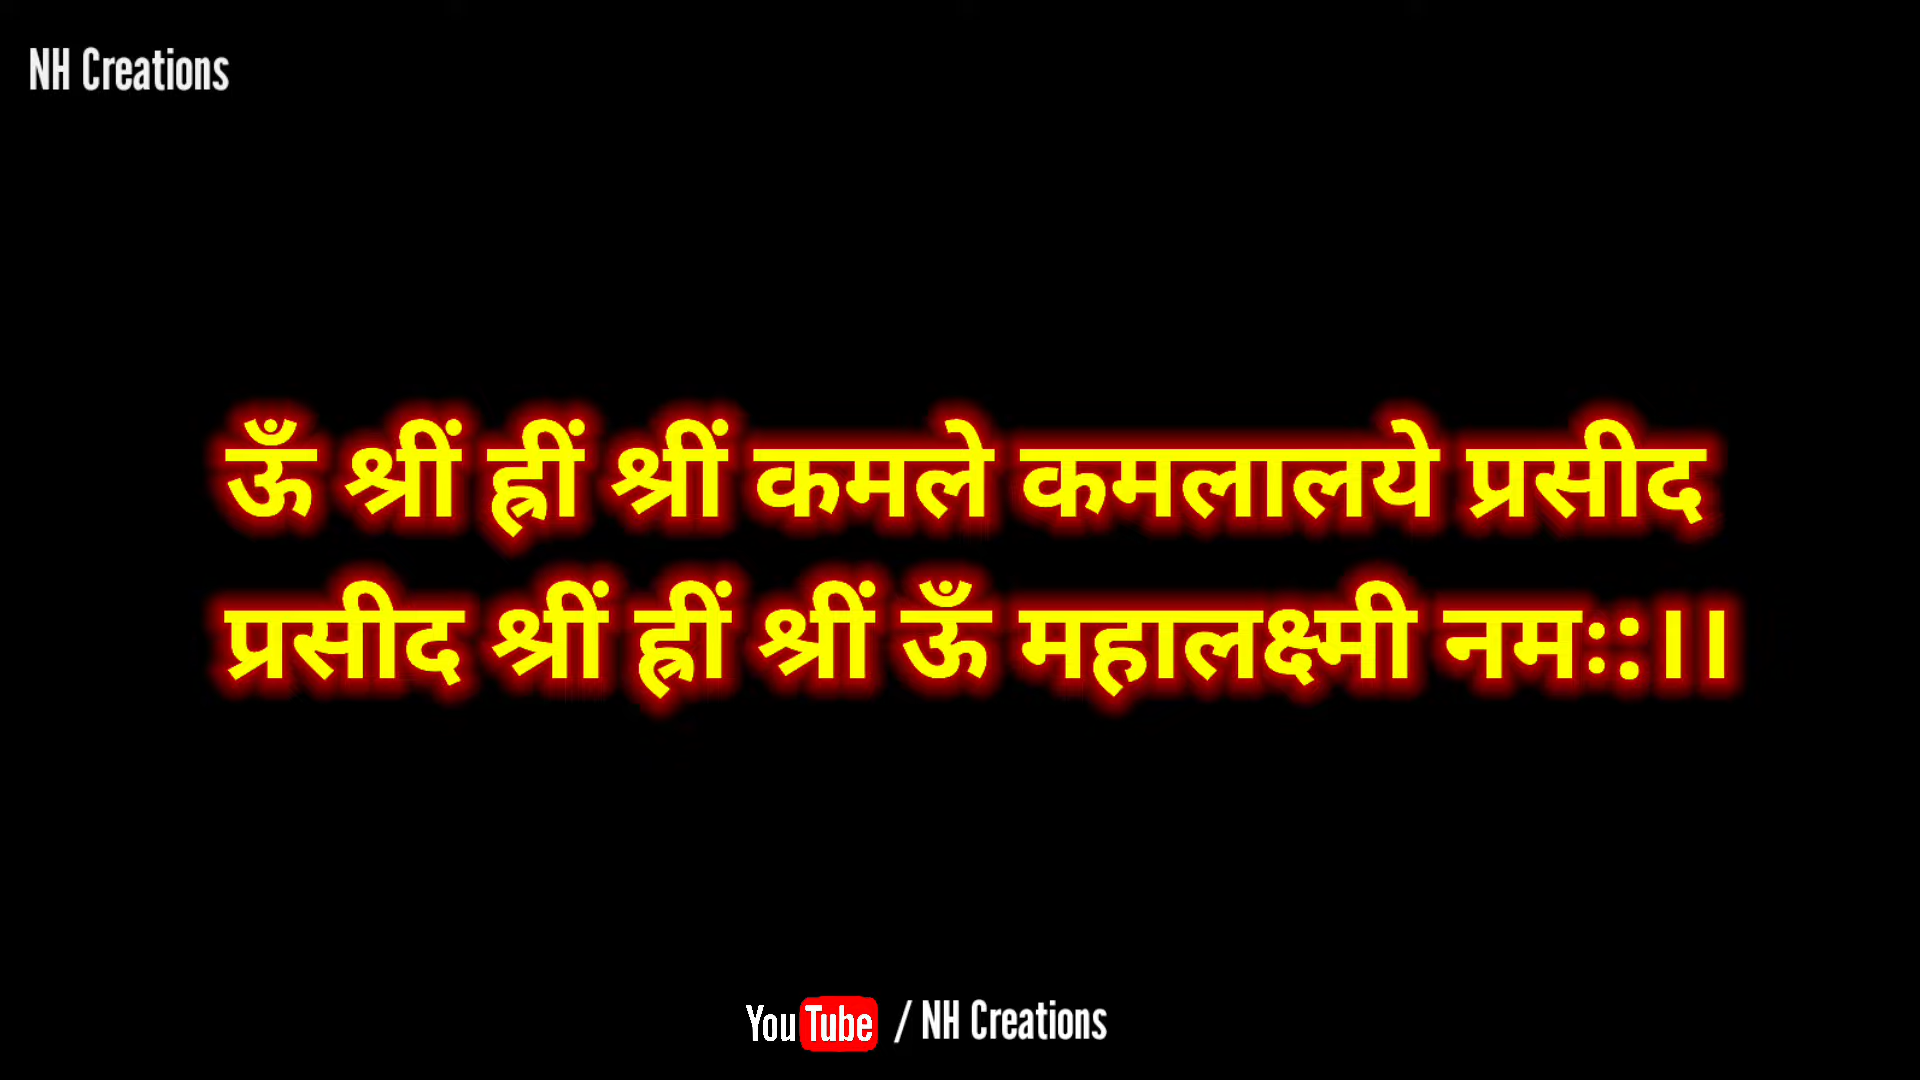 NH Creations
ऊँ श्रीं ह्रीं श्रीं कमले कमलालये प्रसीद
प्रसीद श्रीं ह्रीं श्रीं ऊँ महालक्ष्मी नमः:।।
YouTube / NH Creations